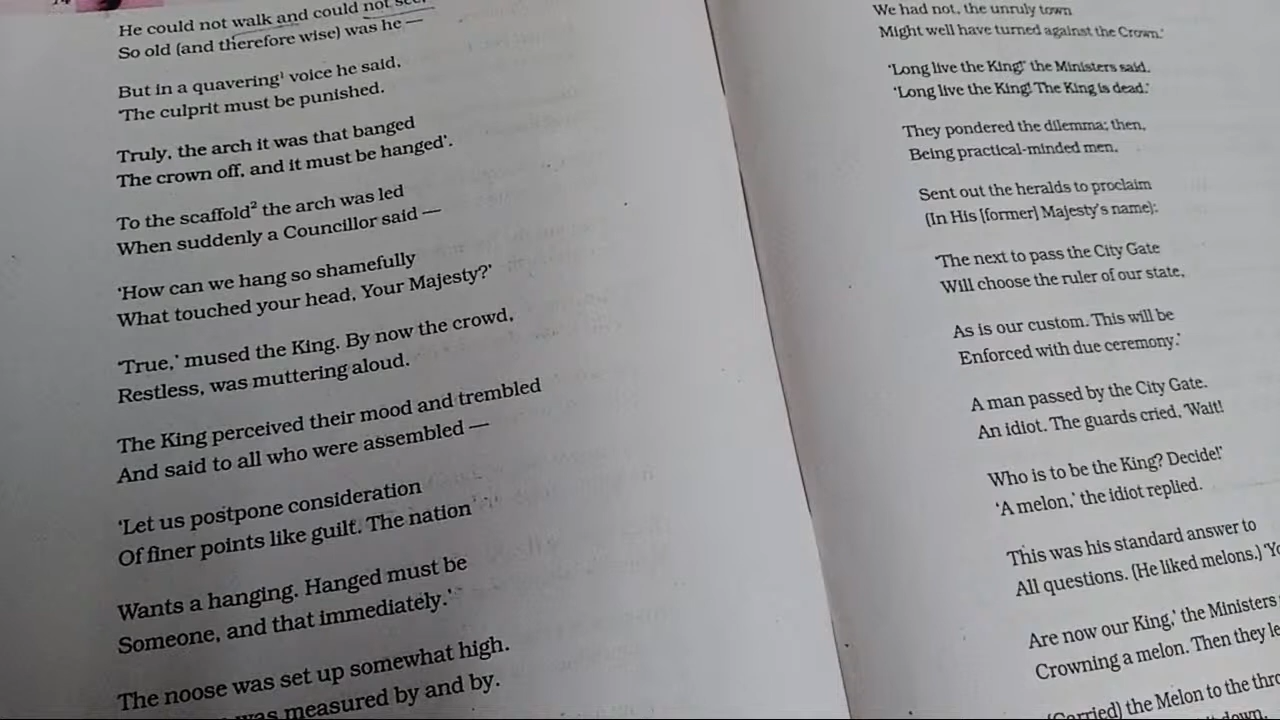 14
He could not walk and could not see,
So old (and therefore wise) was he —
But in a quavering¹ voice he said,
'The culprit must be punished.
Truly, the arch it was that banged
The crown off, and it must be hanged'.
To the scaffold² the arch was led
When suddenly a Councillor said —
'How can we hang so shamefully
What touched your head, Your Majesty?'
'True,' mused the King. By now the crowd,
Restless, was muttering aloud.
The King perceived their mood and trembled
And said to all who were assembled —
'Let us postpone consideration
Of finer points like guilt. The nation
Wants a hanging. Hanged must be
Someone, and that immediately.'
The noose was set up somewhat high.
was measured by and by.
We had not, the unruly town
Might well have turned against the Crown.'
'Long live the King!' the Ministers said.
'Long live the King! The King is dead.'
They pondered the dilemma; then,
Being practical-minded men,
Sent out the heralds to proclaim
(In His [former] Majesty's name):
'The next to pass the City Gate
Will choose the ruler of our state,
As is our custom. This will be
Enforced with due ceremony.'
A man passed by the City Gate.
An idiot. The guards cried, 'Wait!
Who is to be the King? Decide!'
'A melon,' the idiot replied.
This was his standard answer to
All questions. (He liked melons.)
Are now our King,' the Ministers
Crowning a melon. Then they
(Carried) the Melon to the
down.